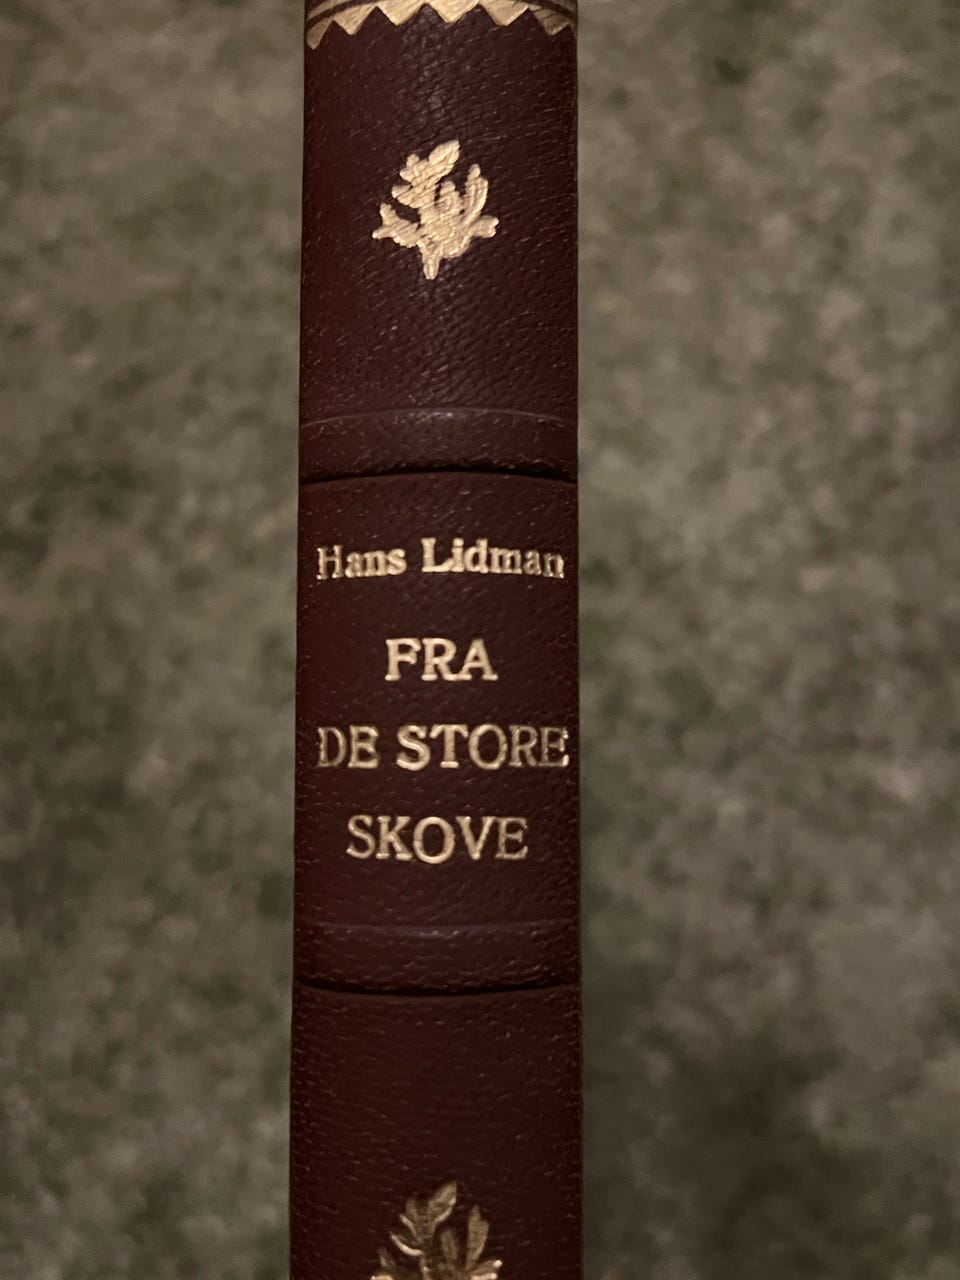 Hans Lidman
FRA
DE STORE
SKOVE